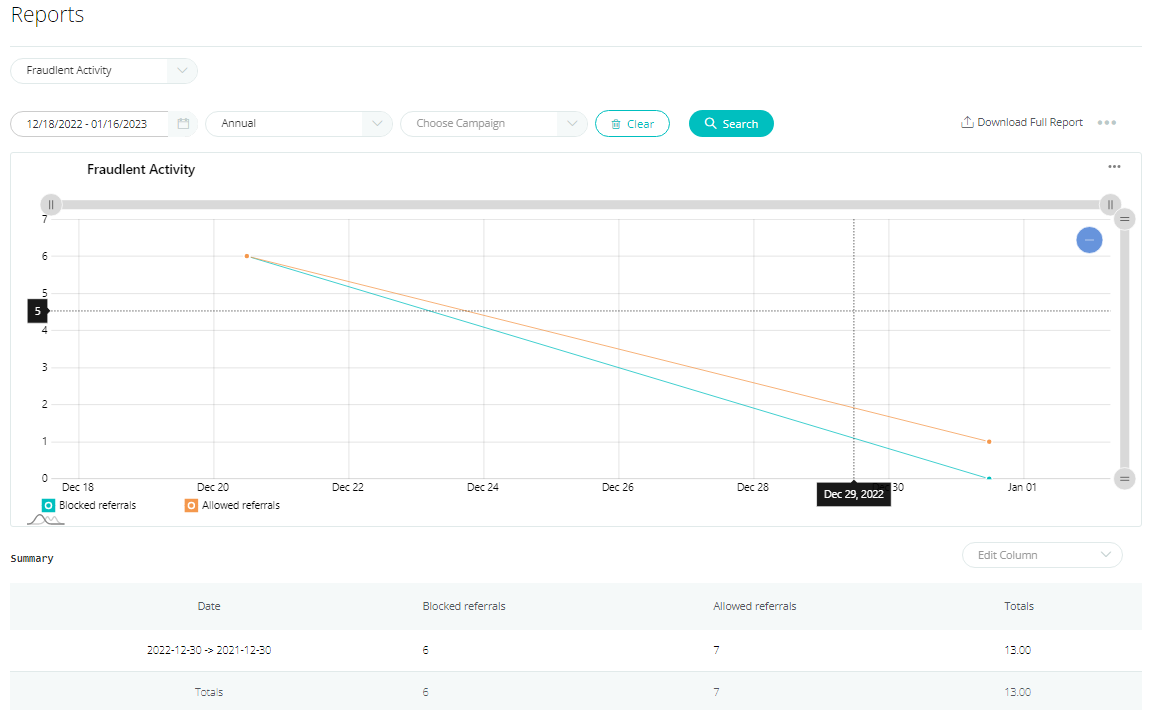 Reports
Fraudlent Activity
12/18/2022 - 01/16/2023 Annual Choose Campaign Clear Search Download Full Report
Fraudlent Activity
7
6
5
5
4
3
2
1
0
Dec 18 Dec 20 Dec 22 Dec 24 Dec 26 Dec 28 30 Jan 01
Dec 29, 2022
Blocked referrals Allowed referrals
Summary Edit Column
Date Blocked referrals Allowed referrals Totals
2022-12-30 -> 2021-12-30 6 7 13.00
Totals 6 7 13.00